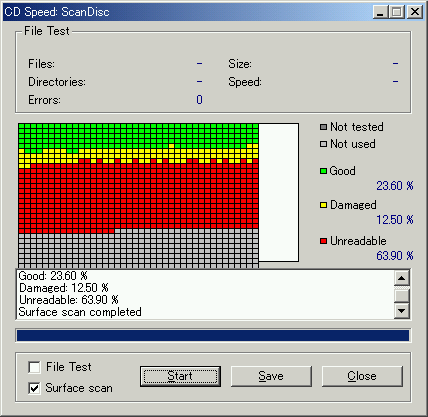 CD Speed: ScanDisc
File Test
Files: - Size: -
Directories: - Speed: -
Errors: 0
Not tested
Not used
Good
23.60 %
Damaged
12.50 %
Unreadable
63.90 %
Good: 23.60 %
Damaged: 12.50 %
Unreadable: 63.90 %
Surface scan completed
File Test
Surface scan
Start Save Close